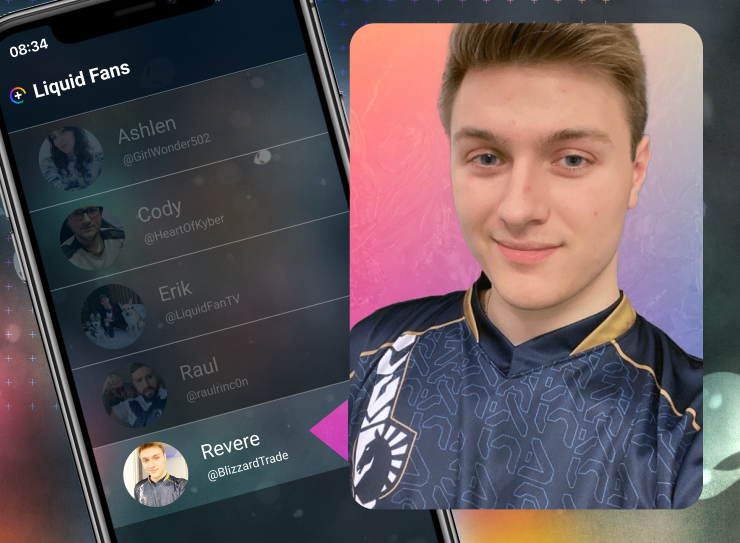 08:34
Liquid Fans
Ashlen
@GirlWonder502
Cody
@HeartOfKyber
Erik
@LiquidFanTV
Raul
@raulrinc0n
Revere
@BlizzardTrade